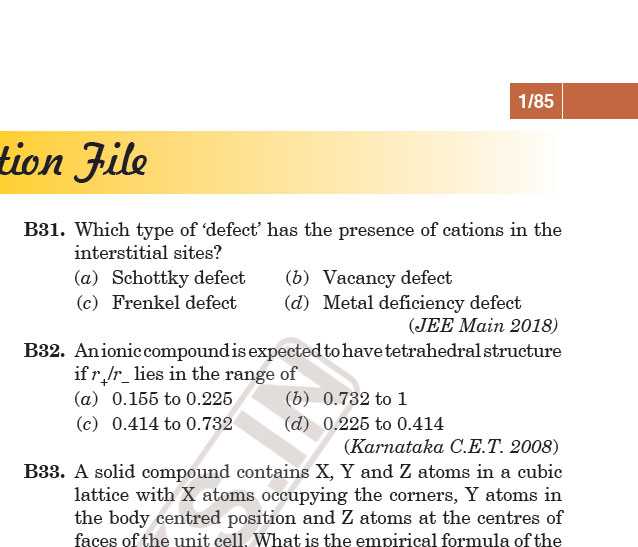 1/85
tion File
B31. Which type of ‘defect’ has the presence of cations in the
interstitial sites?
(a) Schottky defect (b) Vacancy defect
(c) Frenkel defect (d) Metal deficiency defect
(JEE Main 2018)
B32. An ionic compound is expected to have tetrahedral structure
if r₊/r₋ lies in the range of
(a) 0.155 to 0.225 (b) 0.732 to 1
(c) 0.414 to 0.732 (d) 0.225 to 0.414
(Karnataka C.E.T. 2008)
B33. A solid compound contains X, Y and Z atoms in a cubic
lattice with X atoms occupying the corners, Y atoms in
the body centred position and Z atoms at the centres of
faces of the unit cell. What is the empirical formula of the
S.IN